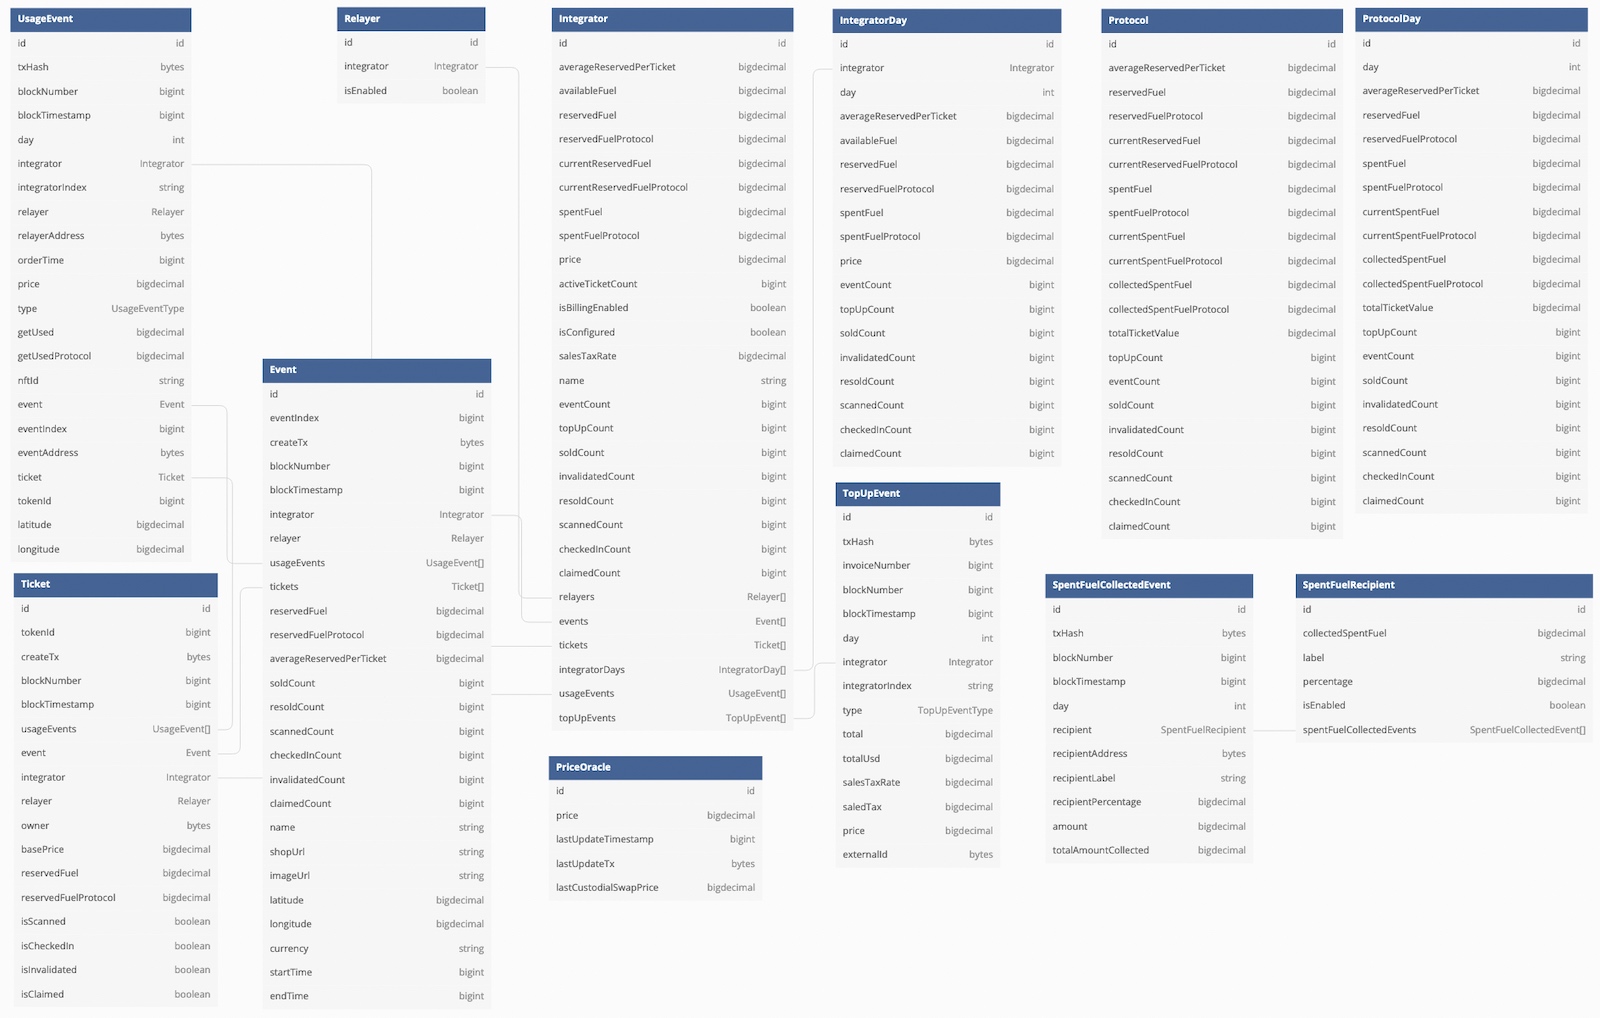 UsageEvent
id id
txHash bytes
blockNumber bigint
blockTimestamp bigint
day int
integrator Integrator
integratorIndex string
relayer Relayer
relayerAddress bytes
orderTime bigint
price bigdecimal
type UsageEventType
getUsed bigdecimal
getUsedProtocol bigdecimal
nftId string
event Event
eventIndex bigint
eventAddress bytes
ticket Ticket
tokenId bigint
latitude bigdecimal
longitude bigdecimal
Ticket
id id
tokenId bigint
createTx bytes
blockNumber bigint
blockTimestamp bigint
usageEvents UsageEvent[]
event Event
integrator Integrator
relayer Relayer
owner bytes
basePrice bigdecimal
reservedFuel bigdecimal
reservedFuelProtocol bigdecimal
isScanned boolean
isCheckedIn boolean
isInvalidated boolean
isClaimed boolean
Relayer
id id
integrator Integrator
isEnabled boolean
Event
id id
eventIndex bigint
createTx bytes
blockNumber bigint
blockTimestamp bigint
integrator Integrator
relayer Relayer
usageEvents UsageEvent[]
tickets Ticket[]
reservedFuel bigdecimal
reservedFuelProtocol bigdecimal
averageReservedPerTicket bigdecimal
soldCount bigint
resoldCount bigint
scannedCount bigint
checkedInCount bigint
invalidatedCount bigint
claimedCount bigint
name string
shopUrl string
imageUrl string
latitude bigdecimal
longitude bigdecimal
currency string
startTime bigint
endTime bigint
Integrator
id id
averageReservedPerTicket bigdecimal
availableFuel bigdecimal
reservedFuel bigdecimal
reservedFuelProtocol bigdecimal
currentReservedFuel bigdecimal
currentReservedFuelProtocol bigdecimal
spentFuel bigdecimal
spentFuelProtocol bigdecimal
price bigdecimal
activeTicketCount bigint
isBillingEnabled boolean
isConfigured boolean
salesTaxRate bigdecimal
name string
eventCount bigint
topUpCount bigint
soldCount bigint
invalidatedCount bigint
resoldCount bigint
scannedCount bigint
checkedInCount bigint
claimedCount bigint
relayers Relayer[]
events Event[]
tickets Ticket[]
integratorDays IntegratorDay[]
usageEvents UsageEvent[]
topUpEvents TopUpEvent[]
PriceOracle
id id
price bigdecimal
lastUpdateTimestamp bigint
lastUpdateTx bytes
lastCustodialSwapPrice bigdecimal
IntegratorDay
id id
integrator Integrator
day int
averageReservedPerTicket bigdecimal
availableFuel bigdecimal
reservedFuel bigdecimal
reservedFuelProtocol bigdecimal
spentFuel bigdecimal
spentFuelProtocol bigdecimal
price bigdecimal
eventCount bigint
topUpCount bigint
soldCount bigint
invalidatedCount bigint
resoldCount bigint
scannedCount bigint
checkedInCount bigint
claimedCount bigint
TopUpEvent
id id
txHash bytes
invoiceNumber bigint
blockNumber bigint
blockTimestamp bigint
day int
integrator Integrator
integratorIndex string
type TopUpEventType
total bigdecimal
totalUsd bigdecimal
salesTaxRate bigdecimal
saledTax bigdecimal
price bigdecimal
externalId bytes
Protocol
id id
averageReservedPerTicket bigdecimal
reservedFuel bigdecimal
reservedFuelProtocol bigdecimal
currentReservedFuel bigdecimal
currentReservedFuelProtocol bigdecimal
spentFuel bigdecimal
spentFuelProtocol bigdecimal
currentSpentFuel bigdecimal
currentSpentFuelProtocol bigdecimal
collectedSpentFuel bigdecimal
collectedSpentFuelProtocol bigdecimal
totalTicketValue bigdecimal
topUpCount bigint
eventCount bigint
soldCount bigint
invalidatedCount bigint
resoldCount bigint
scannedCount bigint
checkedInCount bigint
claimedCount bigint
ProtocolDay
id id
day int
averageReservedPerTicket bigdecimal
reservedFuel bigdecimal
reservedFuelProtocol bigdecimal
spentFuel bigdecimal
spentFuelProtocol bigdecimal
currentSpentFuel bigdecimal
currentSpentFuelProtocol bigdecimal
collectedSpentFuel bigdecimal
collectedSpentFuelProtocol bigdecimal
totalTicketValue bigdecimal
topUpCount bigint
eventCount bigint
soldCount bigint
invalidatedCount bigint
resoldCount bigint
scannedCount bigint
checkedInCount bigint
claimedCount bigint
SpentFuelCollectedEvent
id id
txHash bytes
blockNumber bigint
blockTimestamp bigint
day int
recipient SpentFuelRecipient
recipientAddress bytes
recipientLabel string
recipientPercentage bigdecimal
amount bigdecimal
totalAmountCollected bigdecimal
SpentFuelRecipient
id id
collectedSpentFuel bigdecimal
label string
percentage bigdecimal
isEnabled boolean
spentFuelCollectedEvents SpentFuelCollectedEvent[]